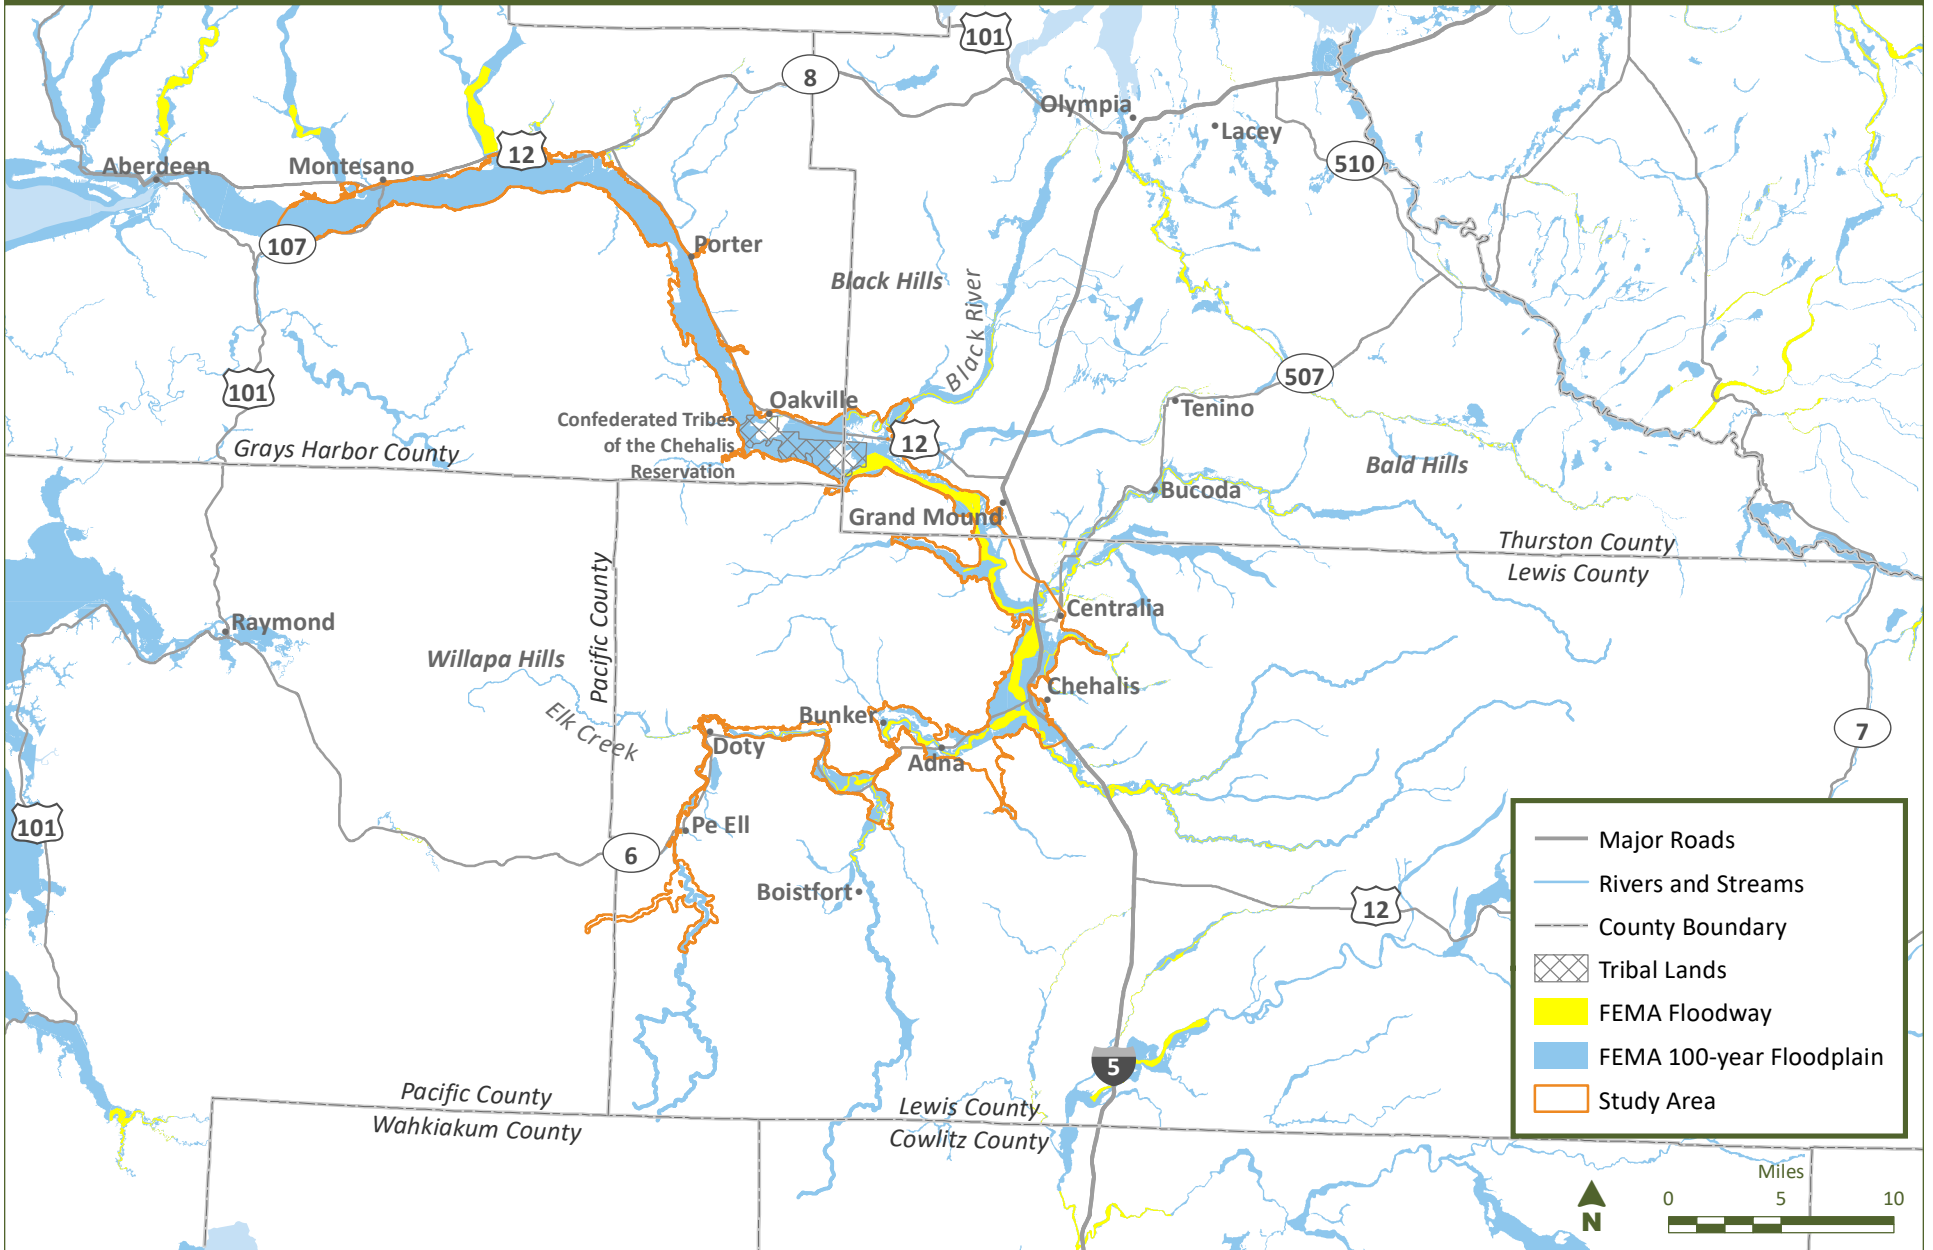 101
8
Olympia
Lacey
12
510
Aberdeen
Montesano
107
Porter
Black Hills
Black River
101
507
Oakville
Tenino
Confederated Tribes
of the Chehalis
Reservation
12
Grays Harbor County
Bald Hills
Bucoda
Grand Mound
Thurston County
Lewis County
Pacific County
Centralia
Raymond
Willapa Hills
Chehalis
Elk Creek
Bunker
Doty
Adna
7
101
Pe Ell
6
Boistfort
12
Major Roads
Rivers and Streams
County Boundary
Tribal Lands
FEMA Floodway
FEMA 100-year Floodplain
Study Area
5
Pacific County
Wahkiakum County
Lewis County
Cowlitz County
Miles
0 5 10
N